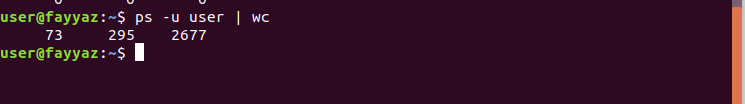 user@fayyaz:~$ ps -u user | wc
73 295 2677
user@fayyaz:~$